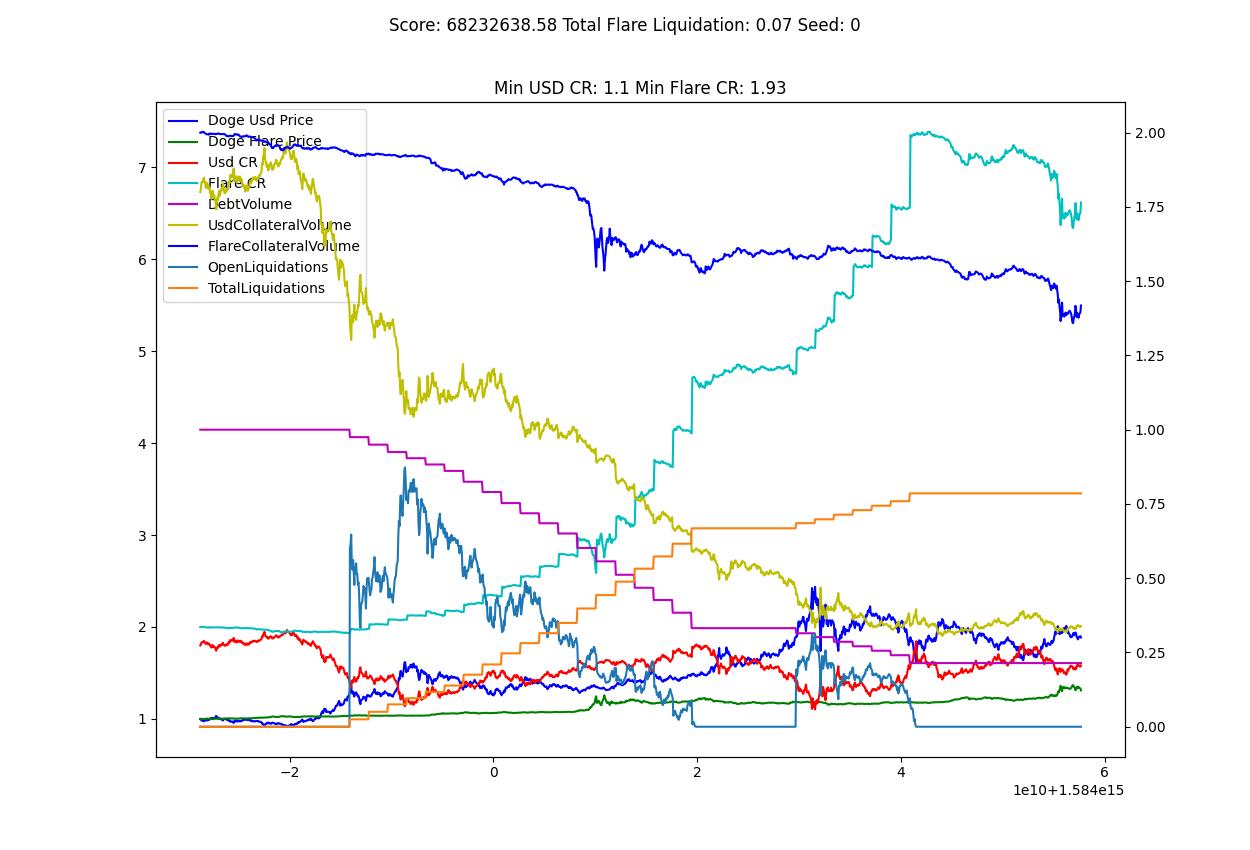 Score: 68232638.58 Total Flare Liquidation: 0.07 Seed: 0
Min USD CR: 1.1 Min Flare CR: 1.93
Doge Usd Price
Doge Flare Price
Usd CR
Flare CR
DebtVolume
UsdCollateralVolume
FlareCollateralVolume
OpenLiquidations
TotalLiquidations
7
6
5
4
3
2
1
2.00
1.75
1.50
1.25
1.00
0.75
0.50
0.25
0.00
−2
0
2
4
6
1e10+1.584e15